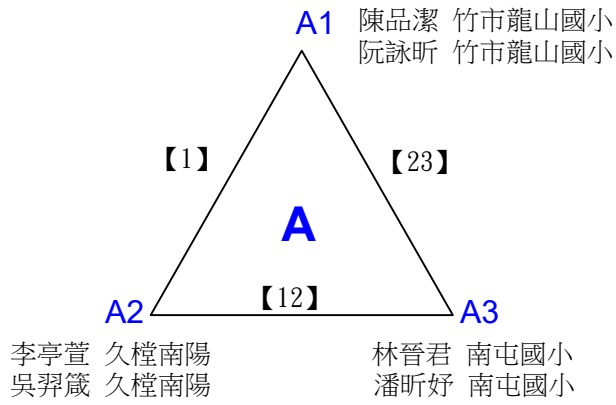 A1 陳品潔 竹市龍山國小
阮詠昕 竹市龍山國小
【1】
【23】
A
【12】
A2
A3
李亭萱 久樘南陽
吳羿箴 久樘南陽
林晉君 南屯國小
潘昕妤 南屯國小